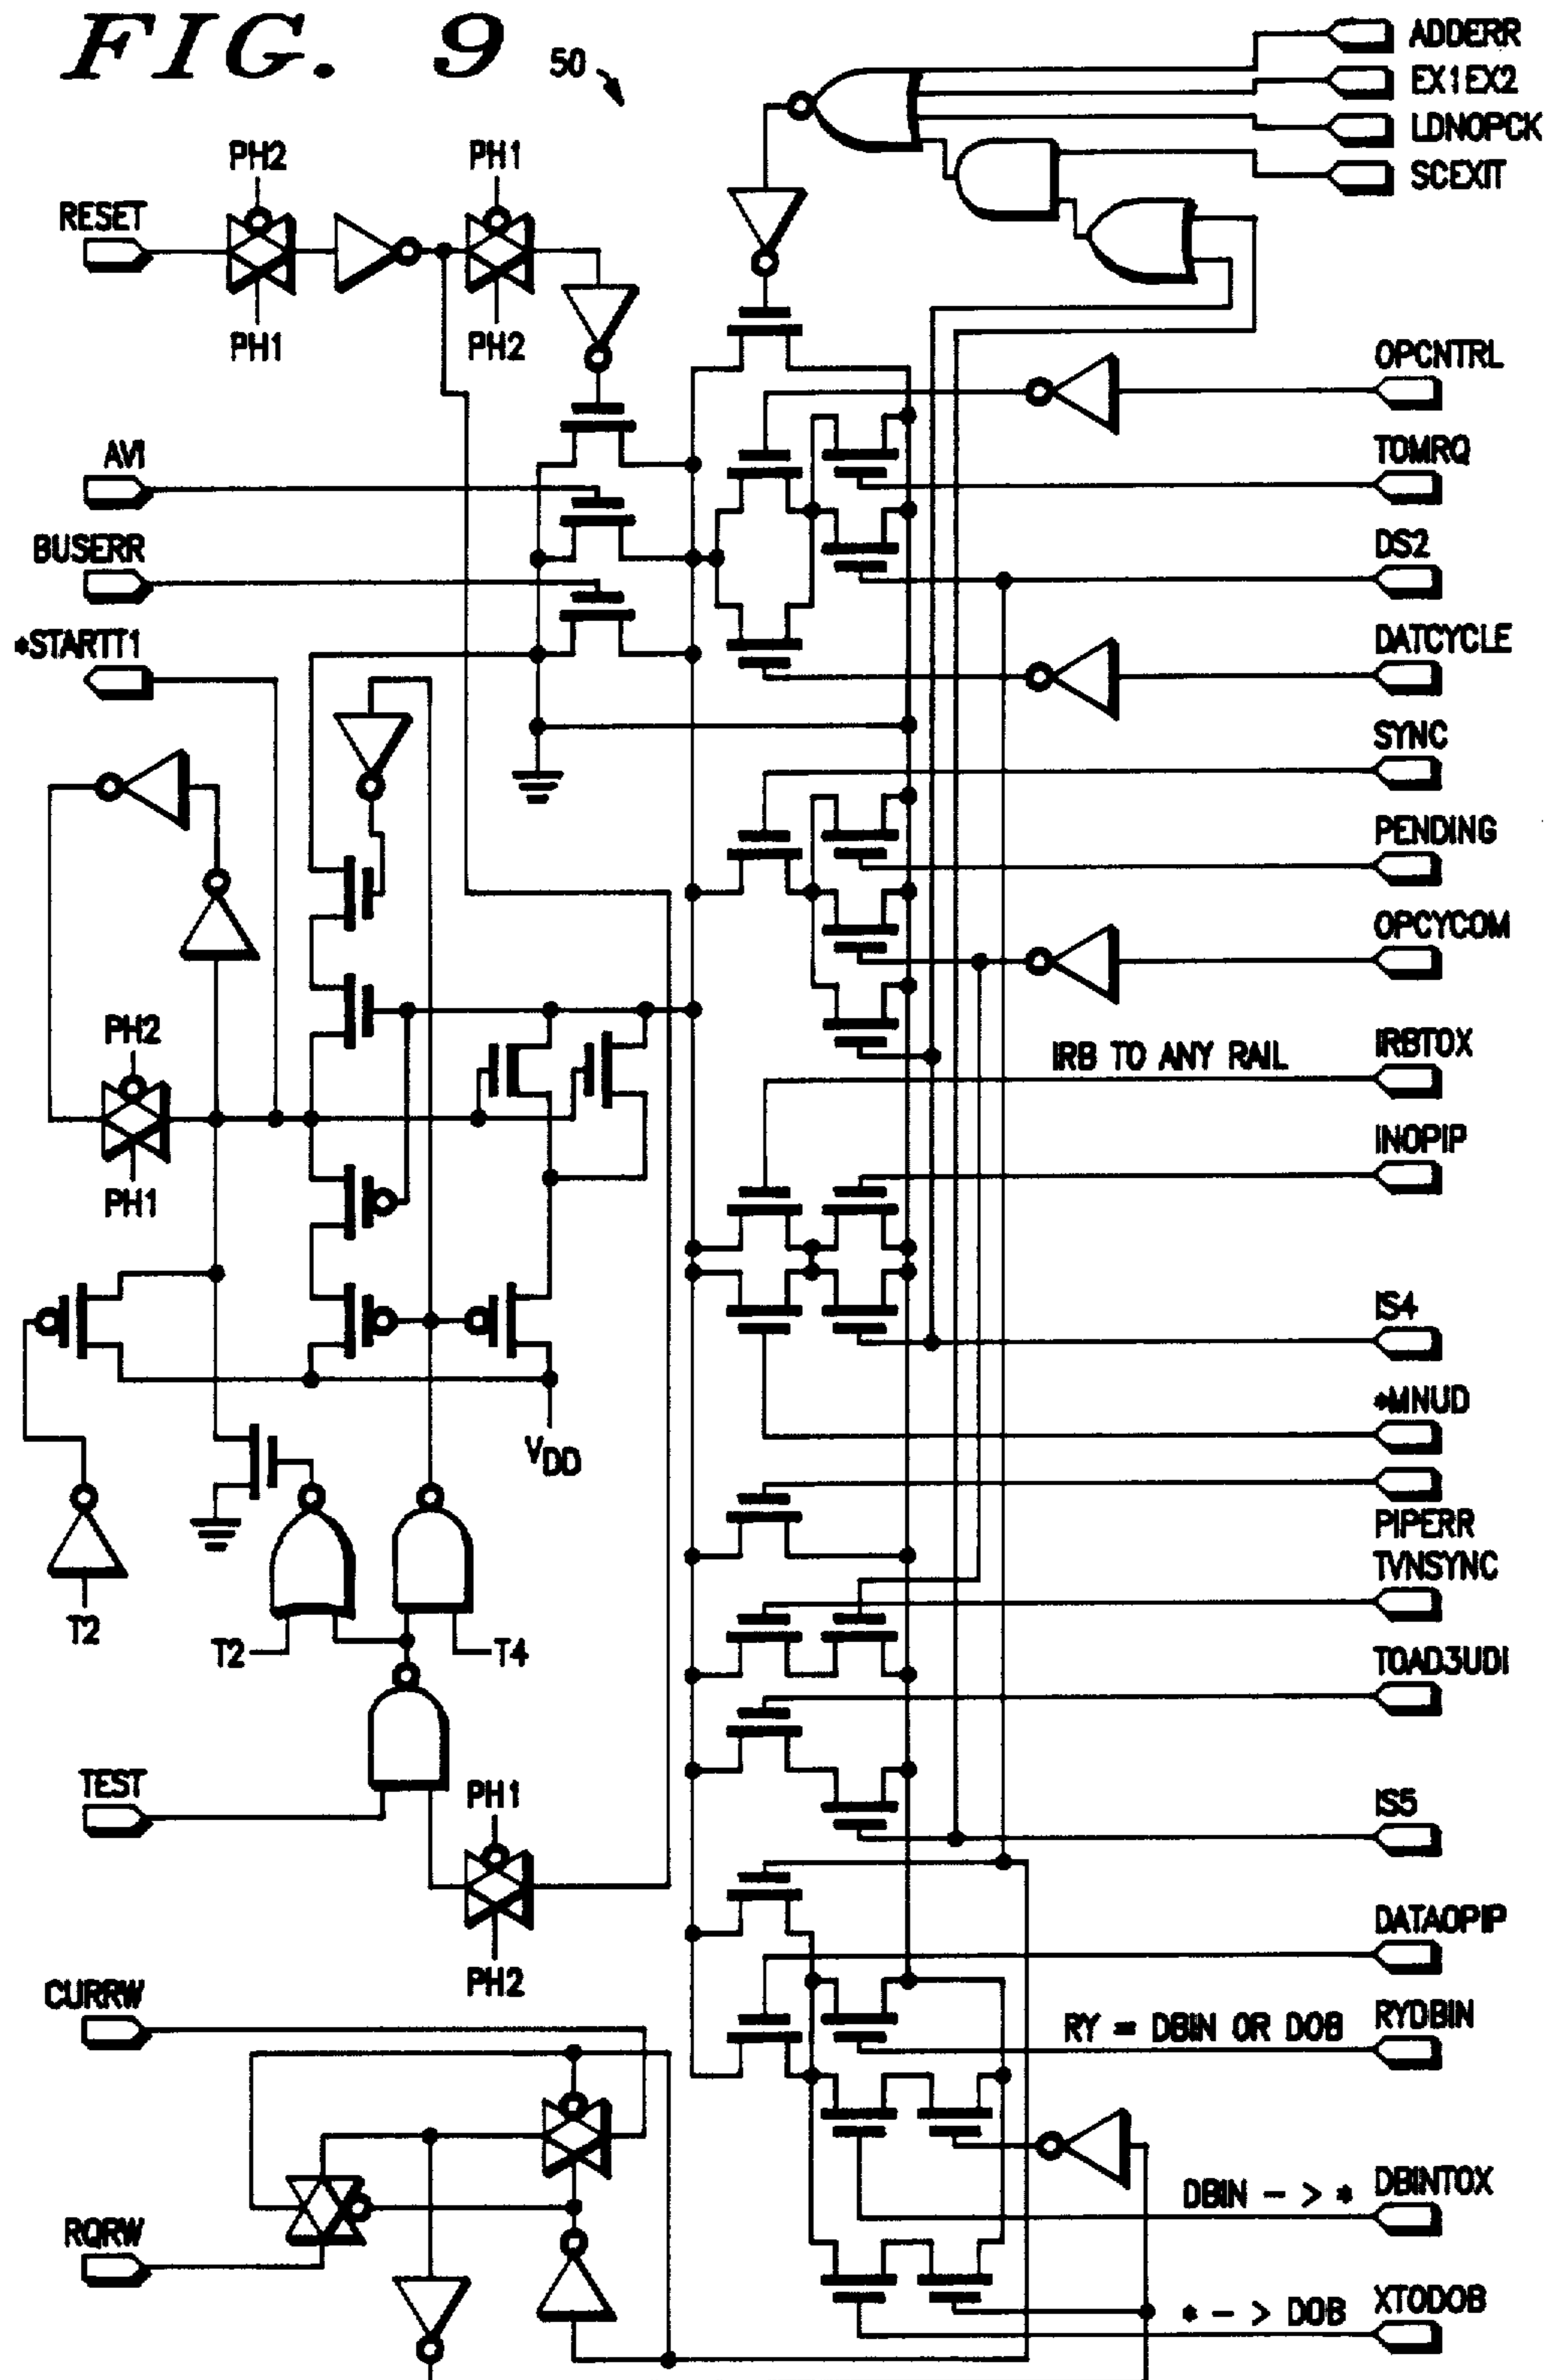 FIG. 9
50
ADDERR
EX1EX2
LDNOPCK
SCEXIT
PH2
PH1
RESET
PH1
PH2
OPCNTRL
AVI
TOMRQ
BUSERR
DS2
*STARTT1
DATCYCLE
SYNC
PENDING
OPCYCOM
PH2
IRB TO ANY RAIL
IRBTOX
INOPIP
PH1
IS4
*MNUD
VDD
PIPERR
TVNSYNC
T2
T2
T4
TOAD3UDI
TEST
PH1
IS5
DATAOPIP
PH2
CURRW
RY = DBIN OR DOB
RYDBIN
DBIN -> *
DBINTOX
RQRW
* -> DOB
XTODOB